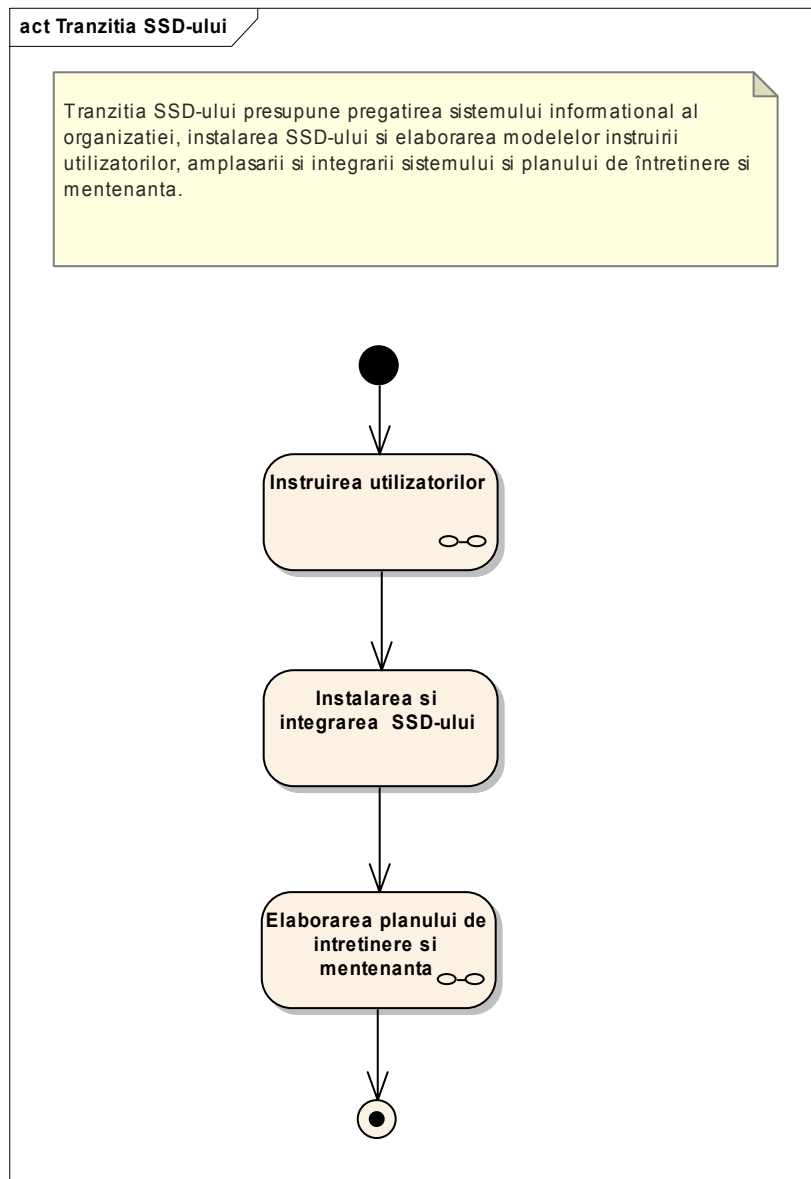 act Tranzitia SSD-ului
Tranzitia SSD-ului presupune pregatirea sistemului informational al
organizatiei, instalarea SSD-ului si elaborarea modelelor instruirii
utilizatorilor, amplasarii si integrarii sistemului si planului de întretinere si
mentenanta.
Instruirea utilizatorilor
Instalarea si
integrarea SSD-ului
Elaborarea planului de
intretinere si
mentenanta